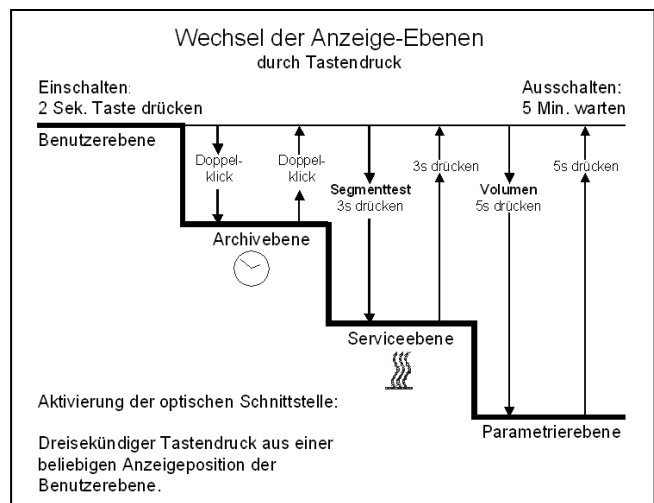 Wechsel der Anzeige-Ebenen
durch Tastendruck
Einschalten:
2 Sek. Taste drücken
Ausschalten:
5 Min. warten
Benutzerebene
Doppel-
klick
Doppel-
klick
Segmenttest
3s drücken
3s drücken
Volumen
5s drücken
5s drücken
Archivebene
Serviceebene
Parametrierebene
Aktivierung der optischen Schnittstelle:
Dreisekündiger Tastendruck aus einer
beliebigen Anzeigeposition der
Benutzerebene.